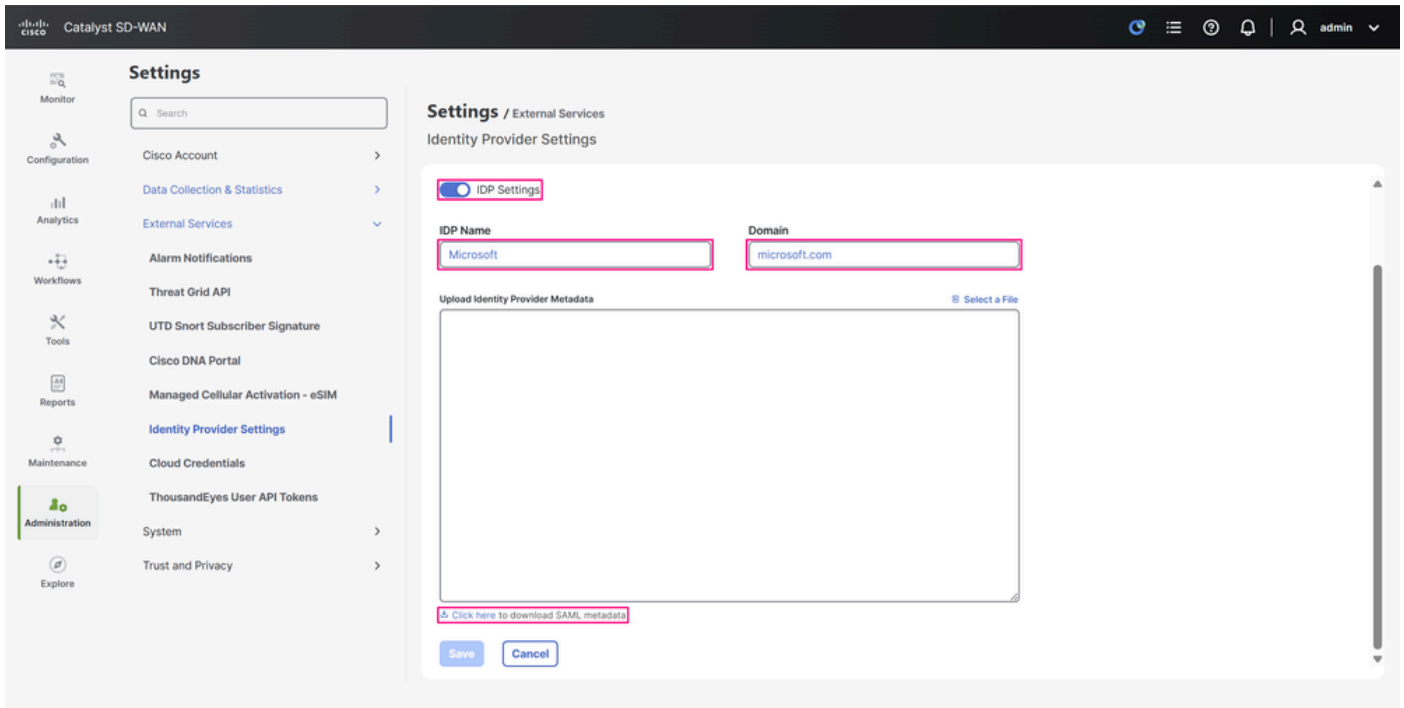 CISCO Catalyst SD-WAN
admin
Monitor
Configuration
Analytics
Workflows
Tools
Reports
Maintenance
Administration
Explore
Settings
Search
Cisco Account
Data Collection & Statistics
External Services
Alarm Notifications
Threat Grid API
UTD Snort Subscriber Signature
Cisco DNA Portal
Managed Cellular Activation - eSIM
Identity Provider Settings
Cloud Credentials
ThousandEyes User API Tokens
System
Trust and Privacy
Settings / External Services
Identity Provider Settings
IDP Settings
IDP Name
Domain
Microsoft
microsoft.com
Upload Identity Provider Metadata
Select a File
Click here to download SAML metadata
Save
Cancel